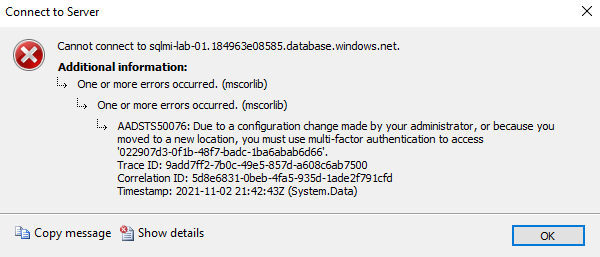 Connect to Server
Cannot connect to sqlmi-lab-01.184963e08585.database.windows.net.
Additional information:
One or more errors occurred. (mscorlib)
One or more errors occurred. (mscorlib)
AADSTS50076: Due to a configuration change made by your administrator, or because you
moved to a new location, you must use multi-factor authentication to access
'022907d3-0f1b-48f7-badc-1ba6abab6d66'.
Trace ID: 9add7ff2-7b0c-49e5-857d-a608c6ab7500
Correlation ID: 5d8e6831-0beb-4fa5-935d-1ade2f791cfd
Timestamp: 2021-11-02 21:42:43Z (System.Data)
Copy message
Show details
OK